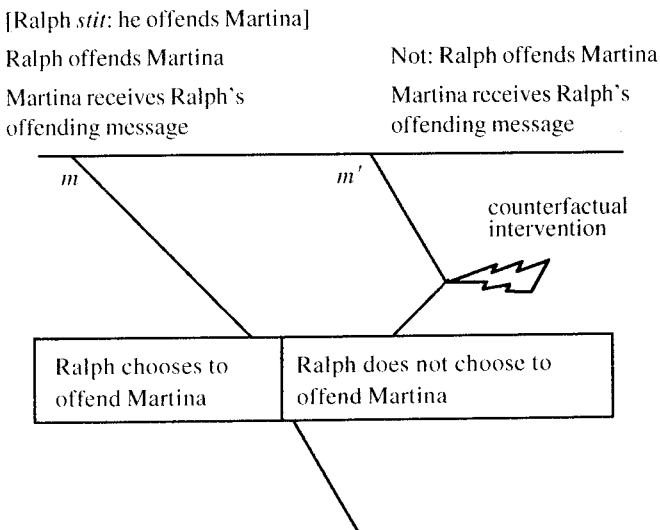 [Ralph stit: he offends Martina]
Ralph offends Martina
Not: Ralph offends Martina
Martina receives Ralph's
offending message
Martina receives Ralph's
offending message
m
m′
counterfactual
intervention
Ralph chooses to
offend Martina
Ralph does not choose to
offend Martina